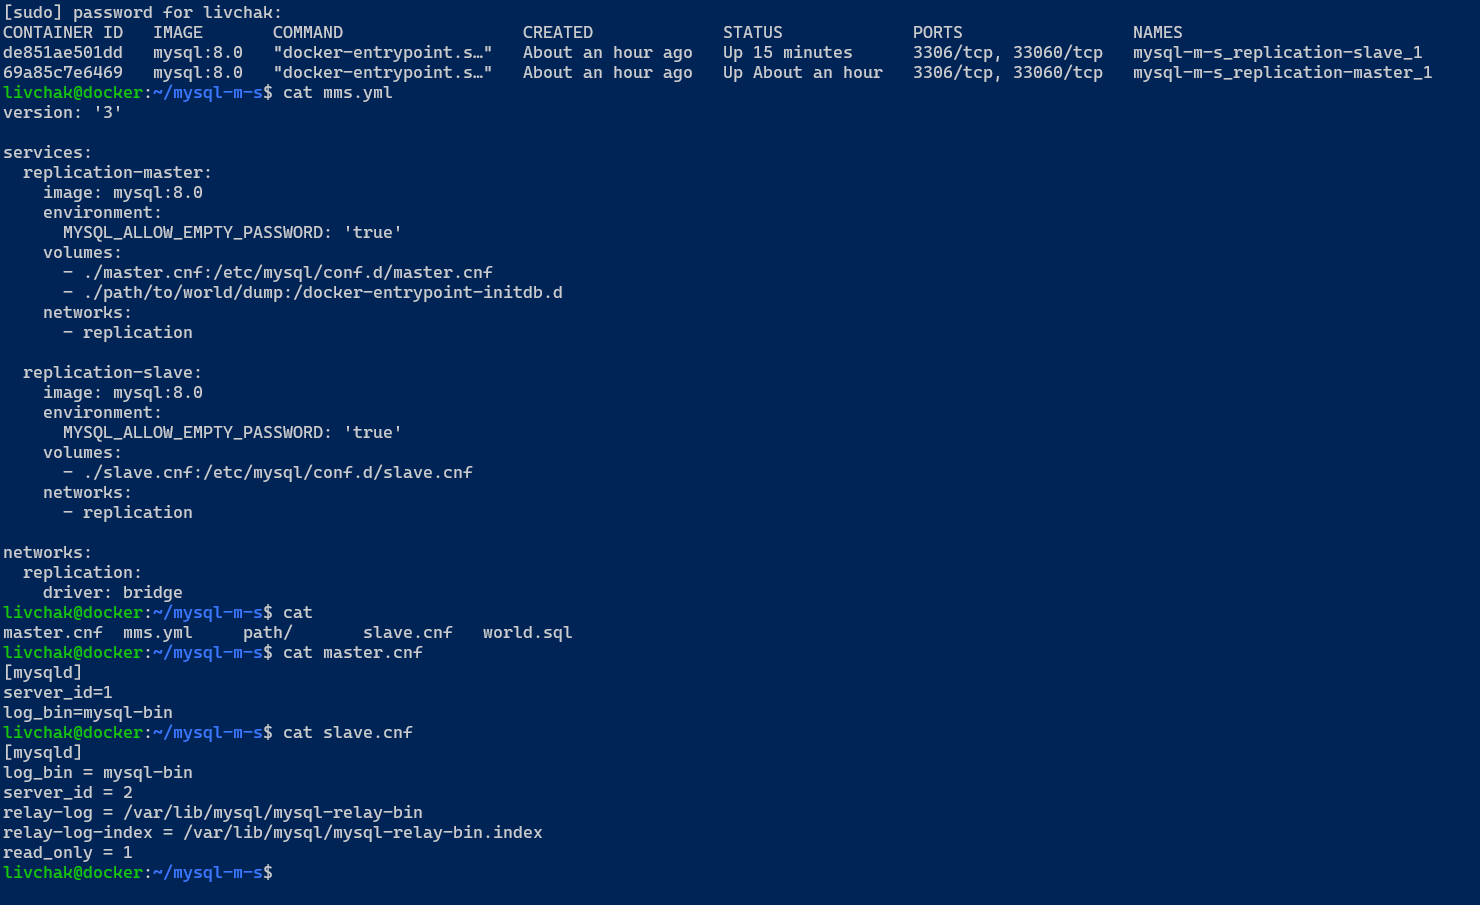 [sudo] password for livchak:
CONTAINER ID   IMAGE       COMMAND                  CREATED             STATUS             PORTS                 NAMES
de851ae501dd   mysql:8.0   "docker-entrypoint.s…"   About an hour ago   Up 15 minutes      3306/tcp, 33060/tcp   mysql-m-s_replication-slave_1
69a85c7e6469   mysql:8.0   "docker-entrypoint.s…"   About an hour ago   Up About an hour   3306/tcp, 33060/tcp   mysql-m-s_replication-master_1
livchak@docker:~/mysql-m-s$ cat mms.yml
version: '3'

services:
  replication-master:
    image: mysql:8.0
    environment:
      MYSQL_ALLOW_EMPTY_PASSWORD: 'true'
    volumes:
      - ./master.cnf:/etc/mysql/conf.d/master.cnf
      - ./path/to/world/dump:/docker-entrypoint-initdb.d
    networks:
      - replication

  replication-slave:
    image: mysql:8.0
    environment:
      MYSQL_ALLOW_EMPTY_PASSWORD: 'true'
    volumes:
      - ./slave.cnf:/etc/mysql/conf.d/slave.cnf
    networks:
      - replication

networks:
  replication:
    driver: bridge
livchak@docker:~/mysql-m-s$ cat
master.cnf  mms.yml     path/       slave.cnf   world.sql
livchak@docker:~/mysql-m-s$ cat master.cnf
[mysqld]
server_id=1
log_bin=mysql-bin
livchak@docker:~/mysql-m-s$ cat slave.cnf
[mysqld]
log_bin = mysql-bin
server_id = 2
relay-log = /var/lib/mysql/mysql-relay-bin
relay-log-index = /var/lib/mysql/mysql-relay-bin.index
read_only = 1
livchak@docker:~/mysql-m-s$